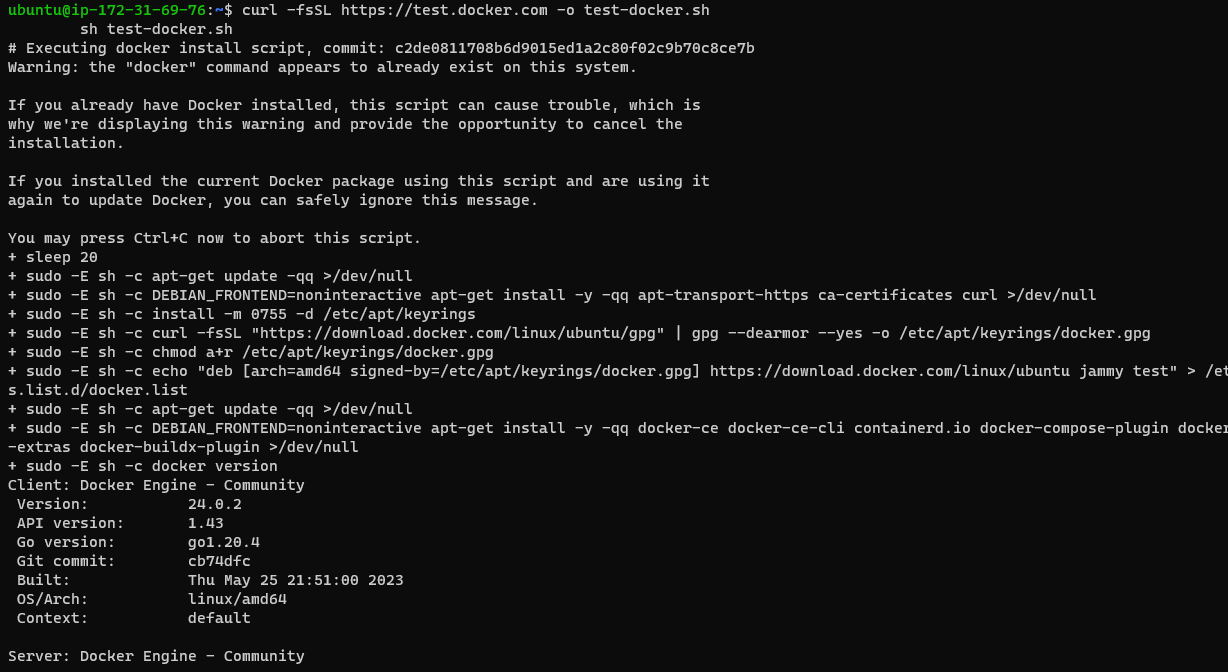 ubuntu@ip-172-31-69-76:~$ curl -fsSL https://test.docker.com -o test-docker.sh
        sh test-docker.sh
# Executing docker install script, commit: c2de0811708b6d9015ed1a2c80f02c9b70c8ce7b
Warning: the "docker" command appears to already exist on this system.

If you already have Docker installed, this script can cause trouble, which is
why we're displaying this warning and provide the opportunity to cancel the
installation.

If you installed the current Docker package using this script and are using it
again to update Docker, you can safely ignore this message.

You may press Ctrl+C now to abort this script.
+ sleep 20
+ sudo -E sh -c apt-get update -qq >/dev/null
+ sudo -E sh -c DEBIAN_FRONTEND=noninteractive apt-get install -y -qq apt-transport-https ca-certificates curl >/dev/null
+ sudo -E sh -c install -m 0755 -d /etc/apt/keyrings
+ sudo -E sh -c curl -fsSL "https://download.docker.com/linux/ubuntu/gpg" | gpg --dearmor --yes -o /etc/apt/keyrings/docker.gpg
+ sudo -E sh -c chmod a+r /etc/apt/keyrings/docker.gpg
+ sudo -E sh -c echo "deb [arch=amd64 signed-by=/etc/apt/keyrings/docker.gpg] https://download.docker.com/linux/ubuntu jammy test" > /et
s.list.d/docker.list
+ sudo -E sh -c apt-get update -qq >/dev/null
+ sudo -E sh -c DEBIAN_FRONTEND=noninteractive apt-get install -y -qq docker-ce docker-ce-cli containerd.io docker-compose-plugin docker
-extras docker-buildx-plugin >/dev/null
+ sudo -E sh -c docker version
Client: Docker Engine - Community
 Version:           24.0.2
 API version:       1.43
 Go version:        go1.20.4
 Git commit:        cb74dfc
 Built:             Thu May 25 21:51:00 2023
 OS/Arch:           linux/amd64
 Context:           default

Server: Docker Engine - Community